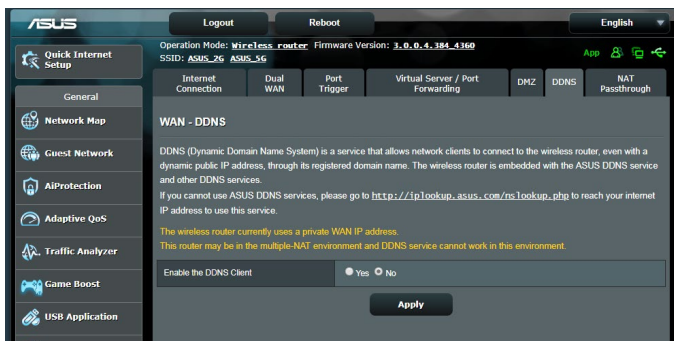 ASUS
Logout
Reboot
English
Operation Mode: Wireless router Firmware Version: 3.0.0.4.384_4360
SSID: ASUS_2G ASUS_5G
App
Quick Internet
Setup
General
Network Map
Guest Network
AiProtection
Adaptive QoS
Traffic Analyzer
Game Boost
USB Application
Internet
Connection
Dual
WAN
Port
Trigger
Virtual Server / Port
Forwarding
DMZ
DDNS
NAT
Passthrough
WAN - DDNS
DDNS (Dynamic Domain Name System) is a service that allows network clients to connect to the wireless router, even with a
dynamic public IP address, through its registered domain name. The wireless router is embedded with the ASUS DDNS service
and other DDNS services.
If you cannot use ASUS DDNS services, please go to http://iplookup.asus.com/nslookup.php to reach your internet
IP address to use this service.
The wireless router currently uses a private WAN IP address.
This router may be in the multiple-NAT environment and DDNS service cannot work in this environment.
Enable the DDNS Client
Yes No
Apply